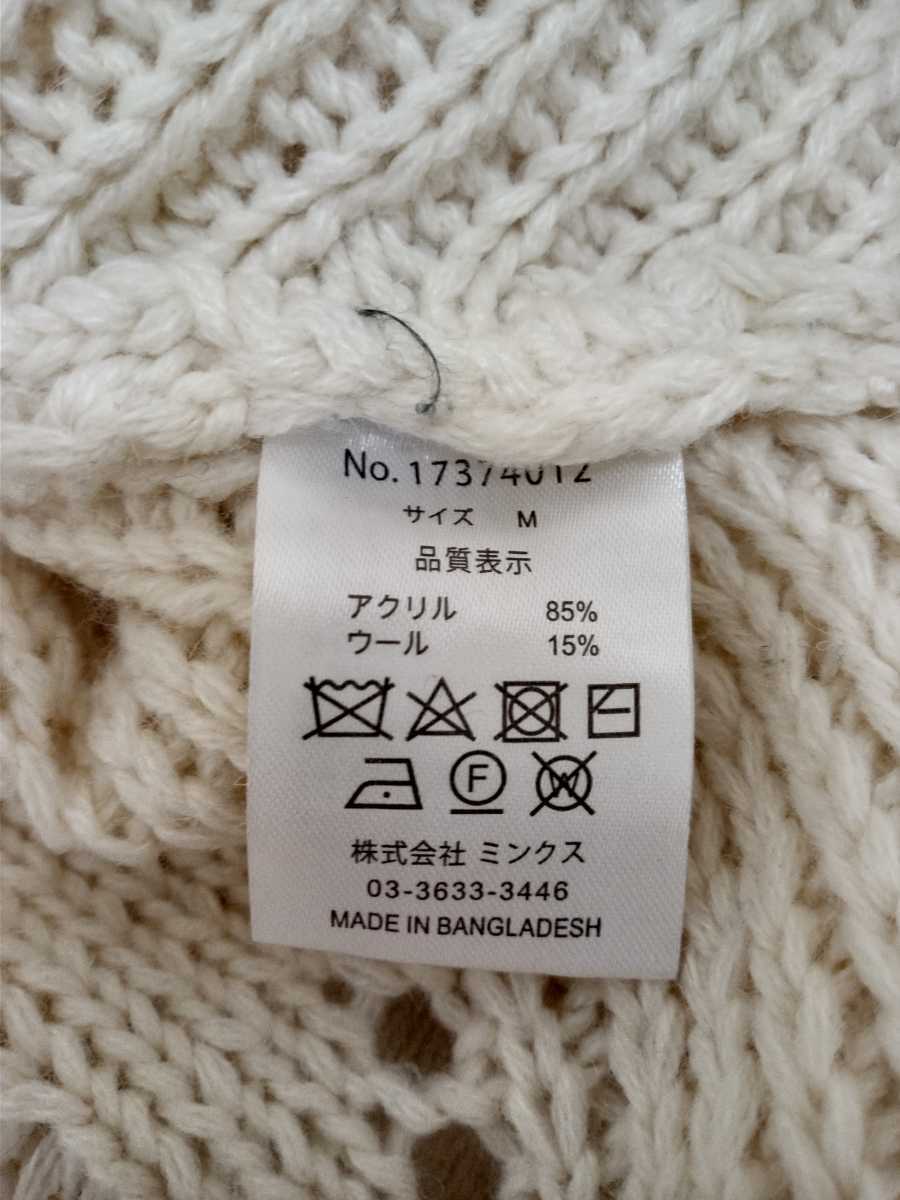 No. 17374012
サイズ M
品質表示
アクリル 85%
ウール 15%
F W
株式会社 ミンクス
03-3633-3446
MADE IN BANGLADESH